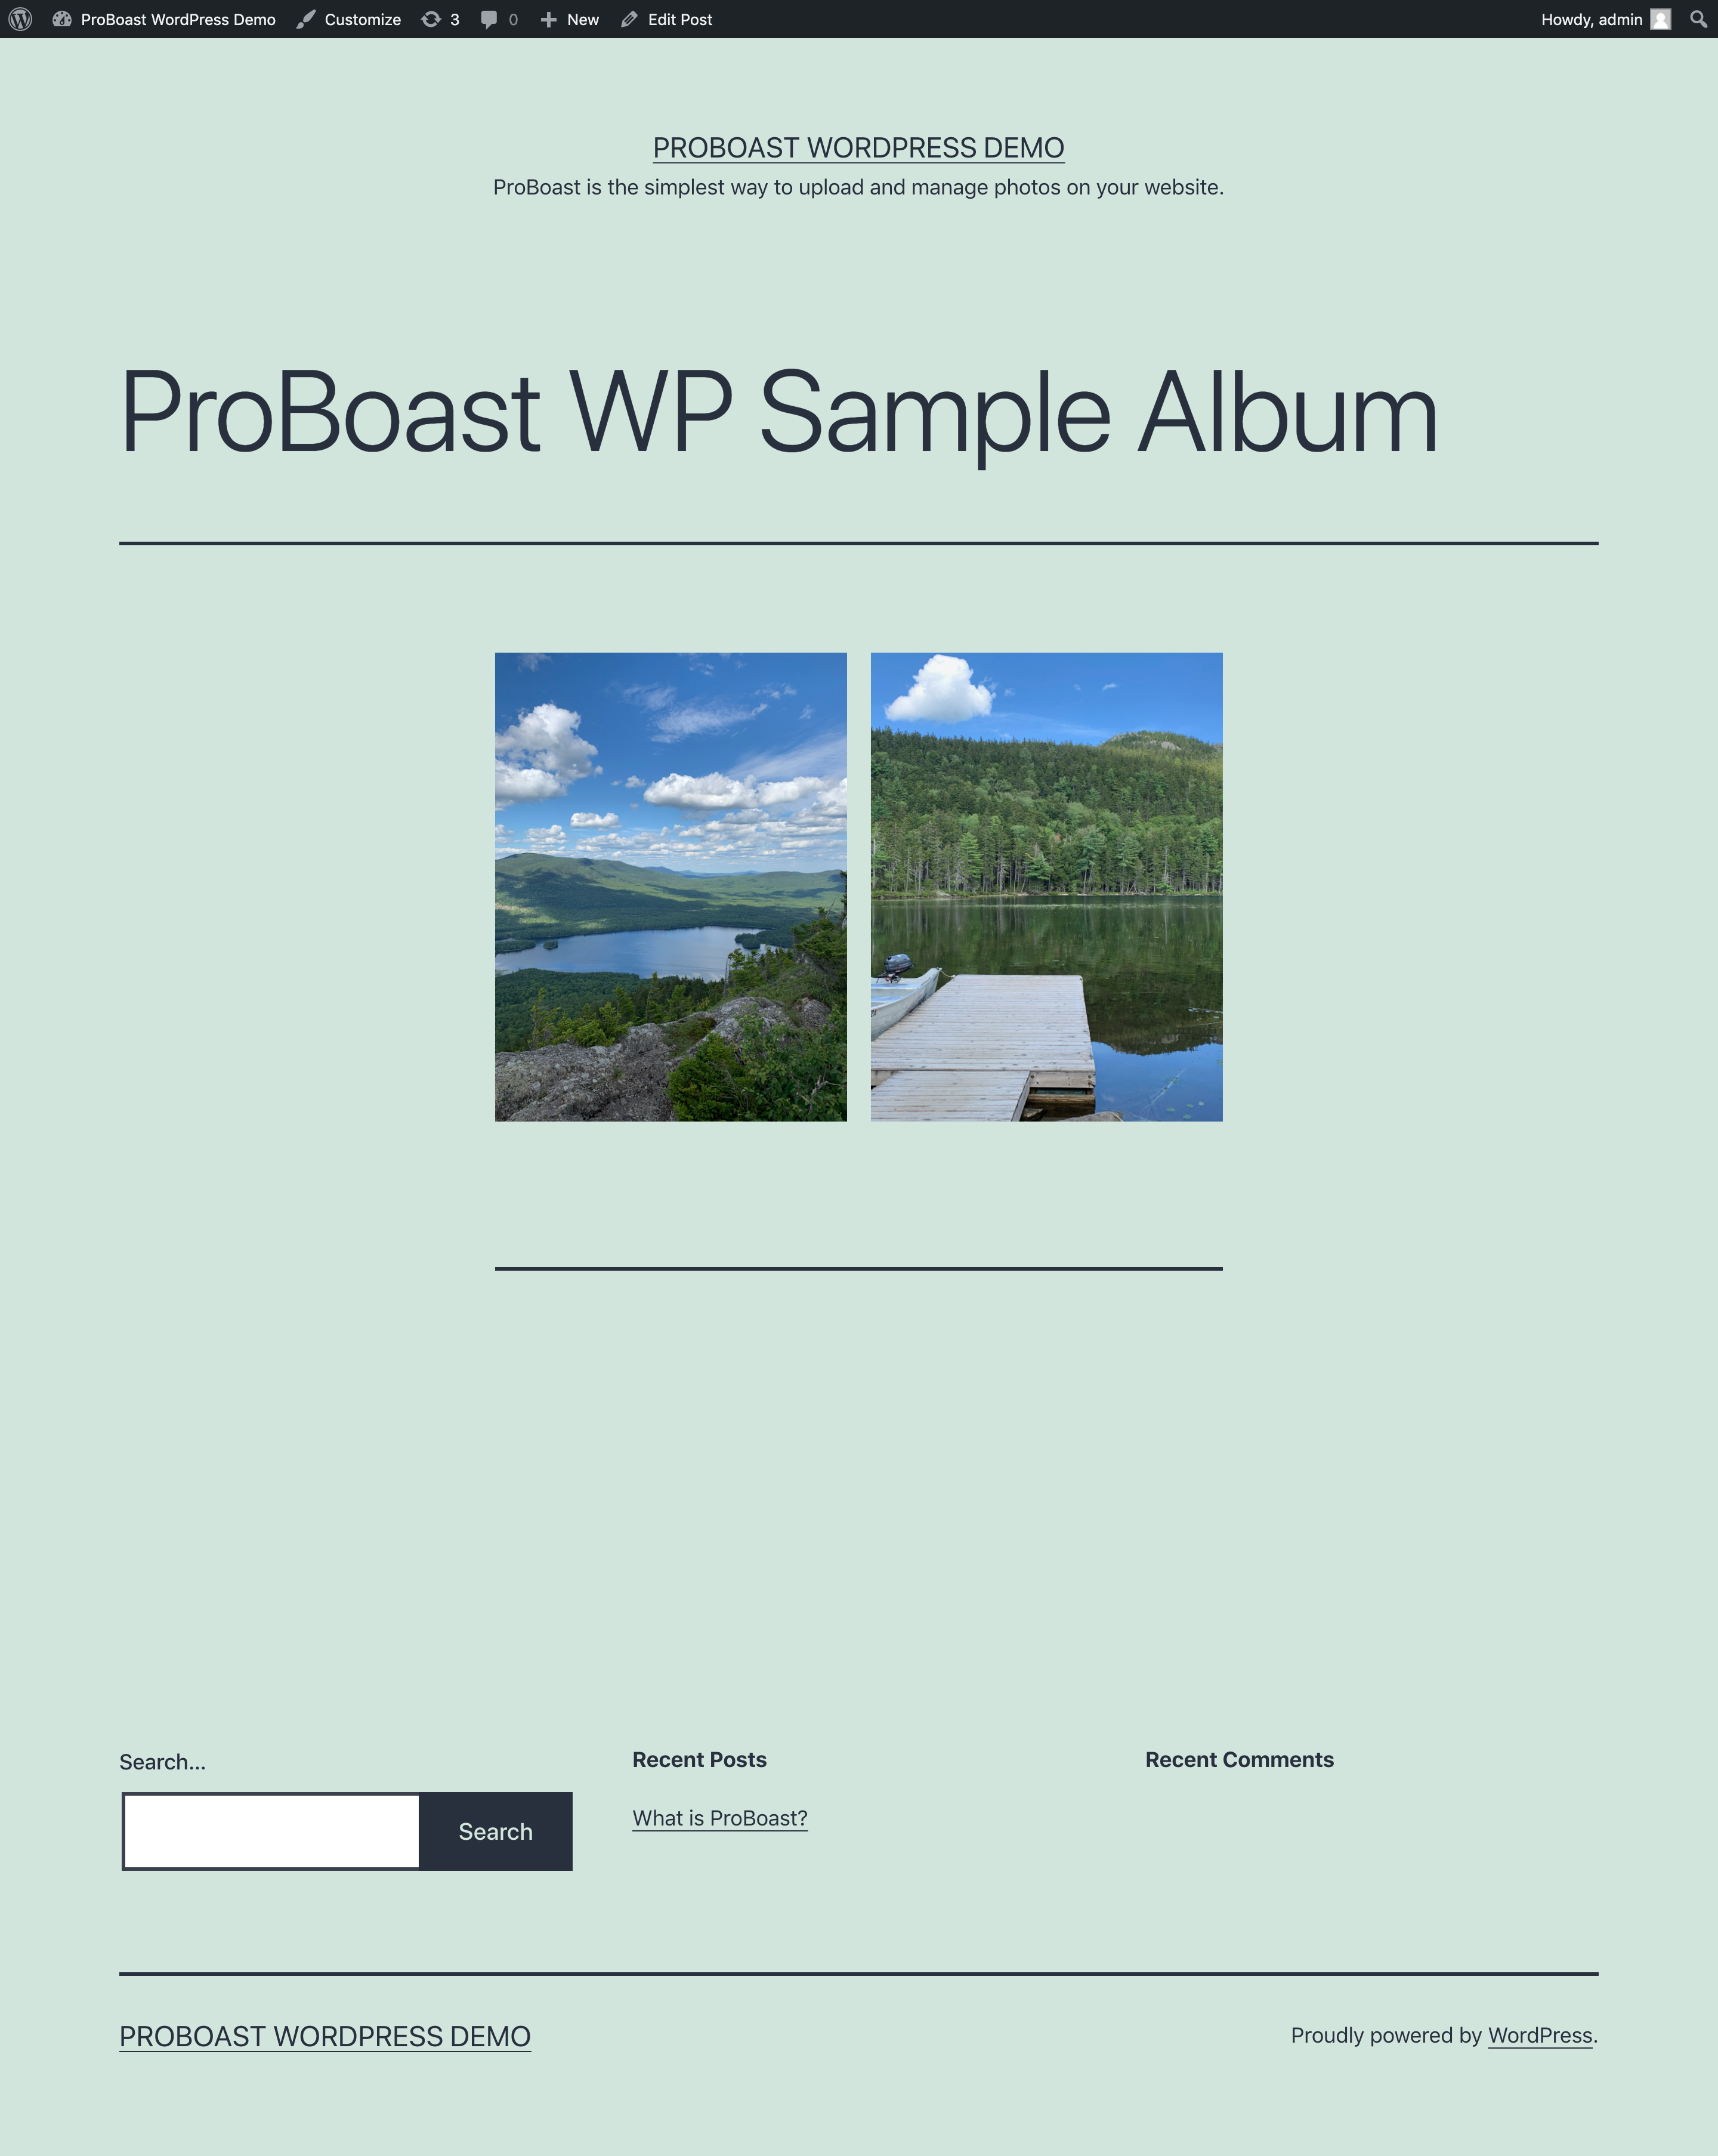 ProBoast WordPress Demo Customize 3 0 New Edit Post Howdy, admin
PROBOAST WORDPRESS DEMO
ProBoast is the simplest way to upload and manage photos on your website.
ProBoast WP Sample Album
Search...
Search
Recent Posts
What is ProBoast?
Recent Comments
PROBOAST WORDPRESS DEMO
Proudly powered by WordPress.